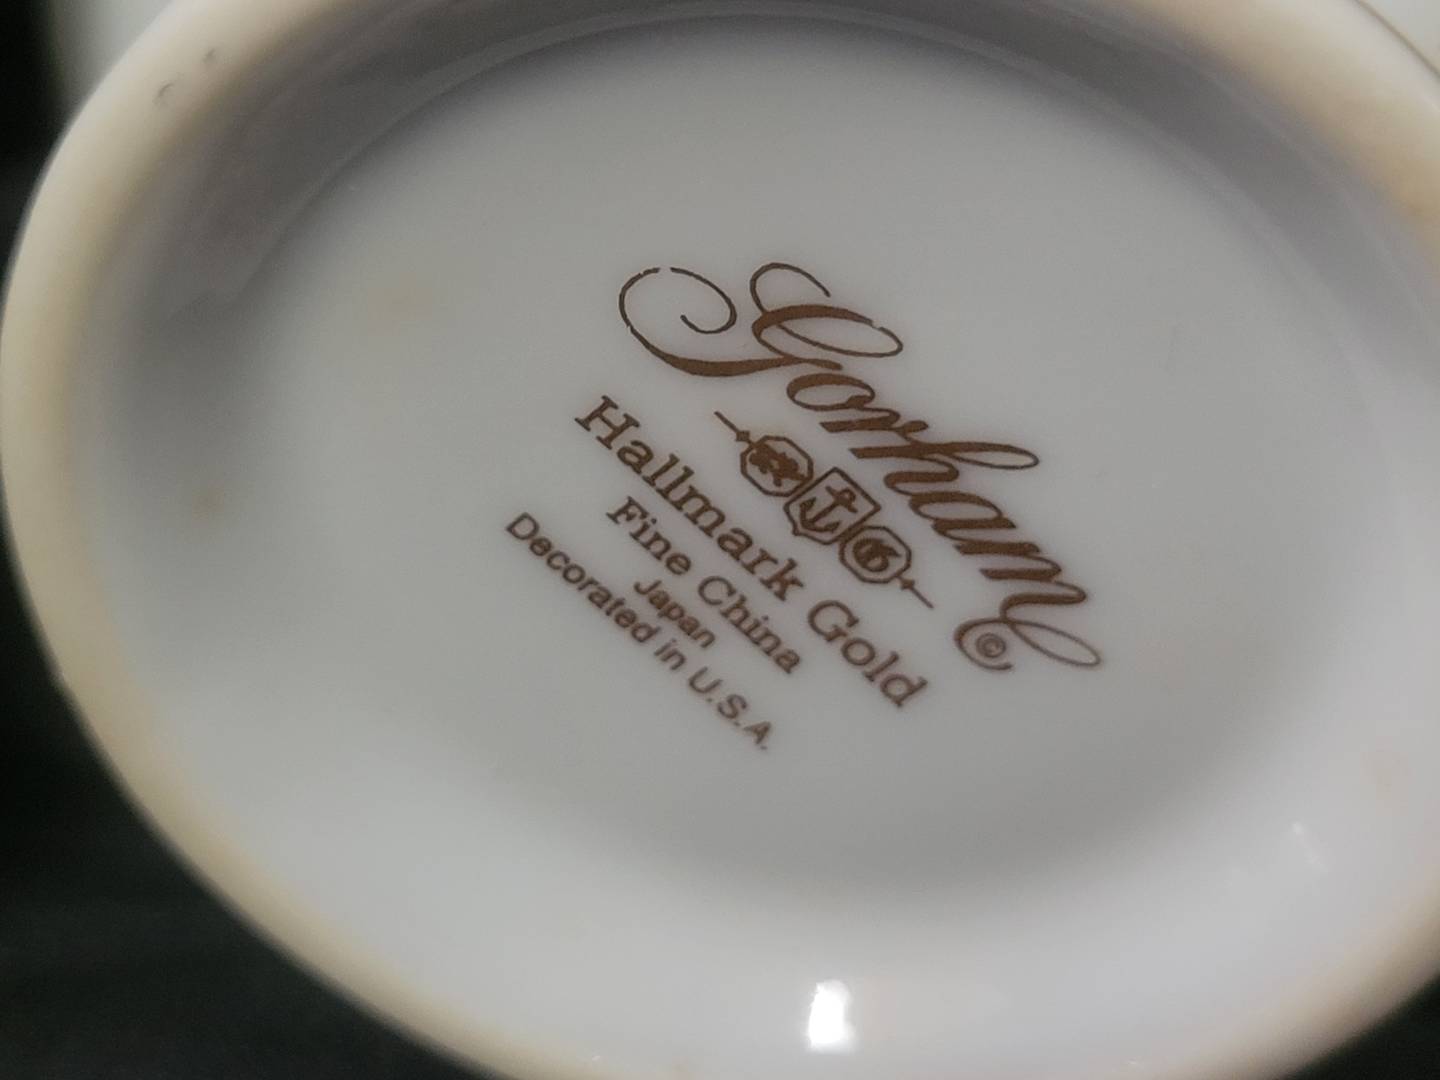 Gorham
©
G
Hallmark Gold
Fine China
Japan
Decorated in U.S.A.